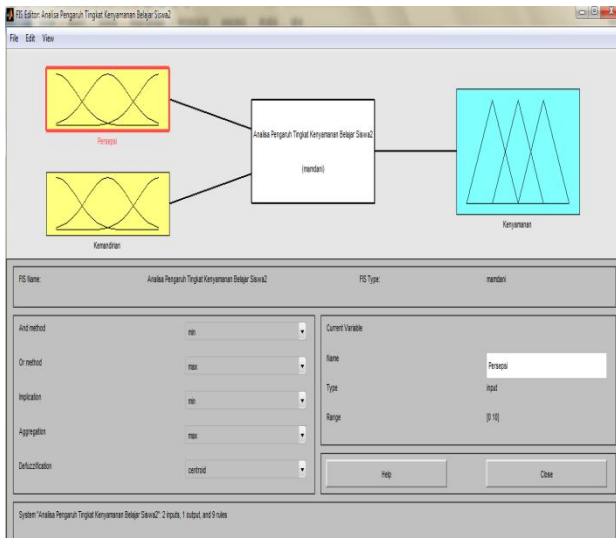 FIS Editor: Analisa Pengaruh Tingkat Kenyamanan Belajar Siswa2
File Edit View
Persepsi
Kemandirian
Analisa Pengaruh Tingkat Kenyamanan Belajar Siswa2
(mamdani)
Kenyamanan
FIS Name: Analisa Pengaruh Tingkat Kenyamanan Belajar Siswa2 FIS Type: mamdani
And method min
Or method max
Implication min
Aggregation max
Defuzzification centroid
Current Variable
Name Persepsi
Type input
Range [0 10]
Help Close
System "Analisa Pengaruh Tingkat Kenyamanan Belajar Siswa2": 2 inputs, 1 output, and 9 rules